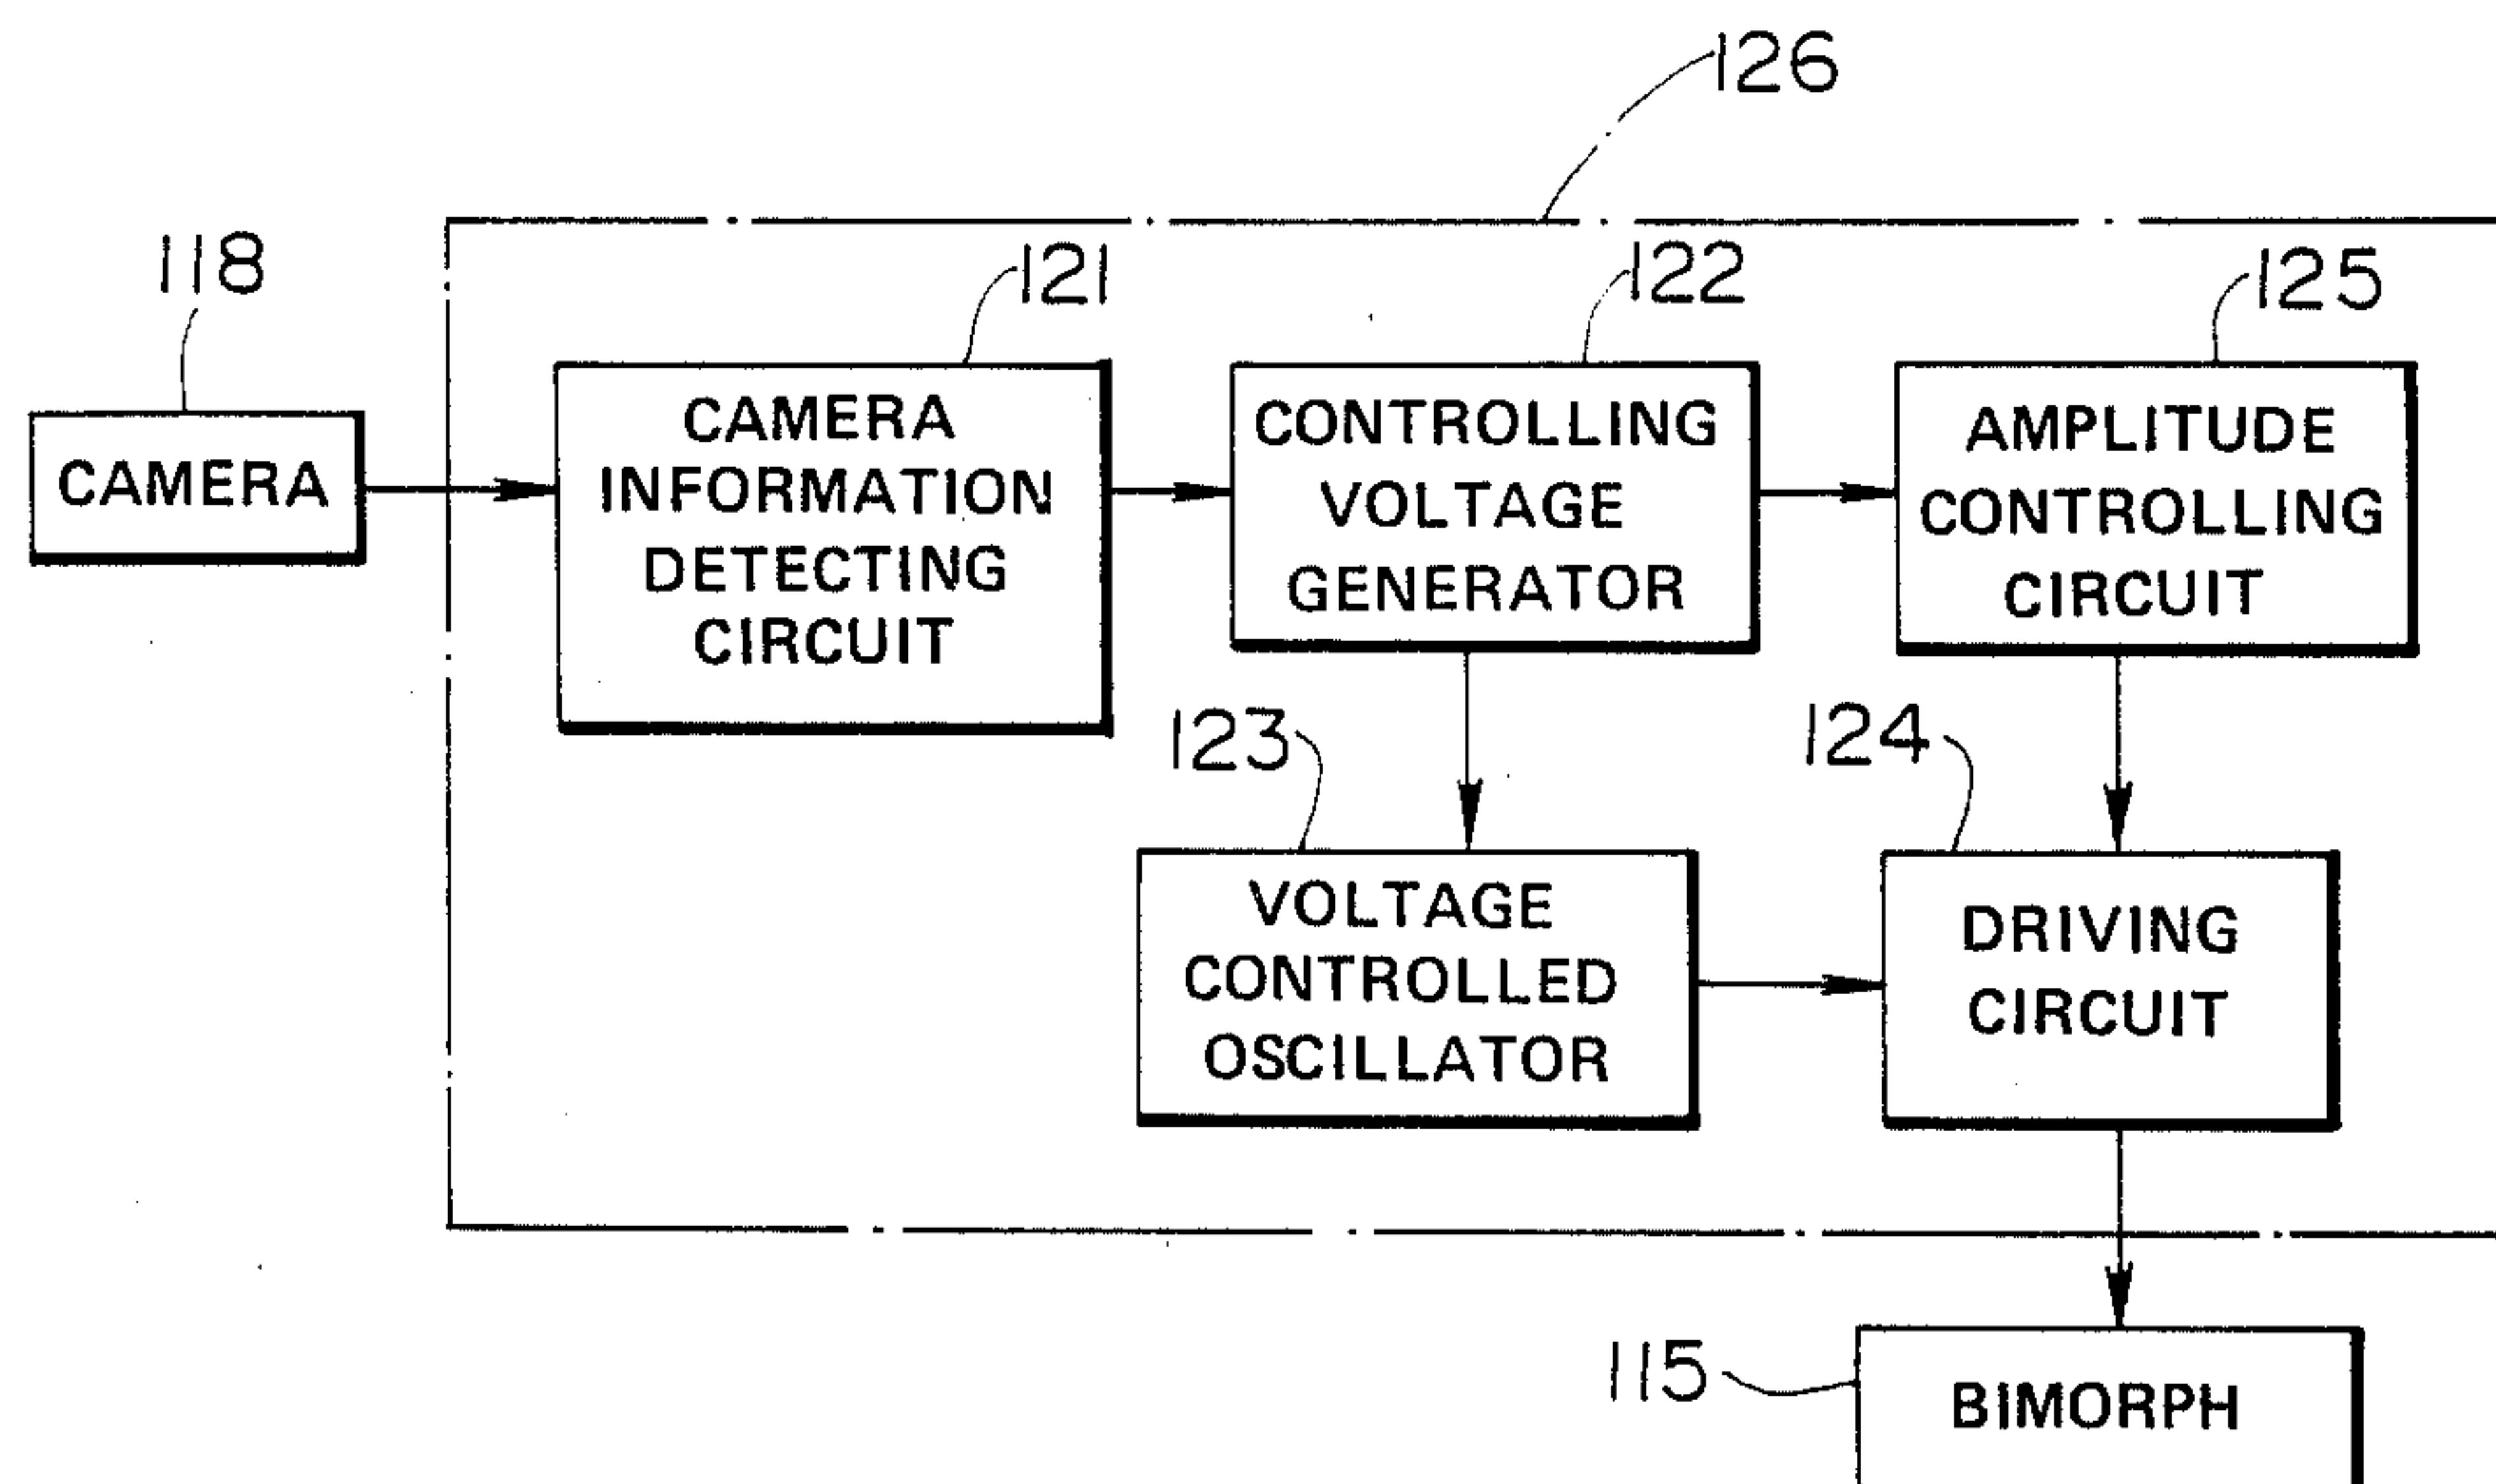 126
118
121
122
125
CAMERA
CAMERA
INFORMATION
DETECTING
CIRCUIT
CONTROLLING
VOLTAGE
GENERATOR
AMPLITUDE
CONTROLLING
CIRCUIT
123
124
VOLTAGE
CONTROLLED
OSCILLATOR
DRIVING
CIRCUIT
115
BIMORPH